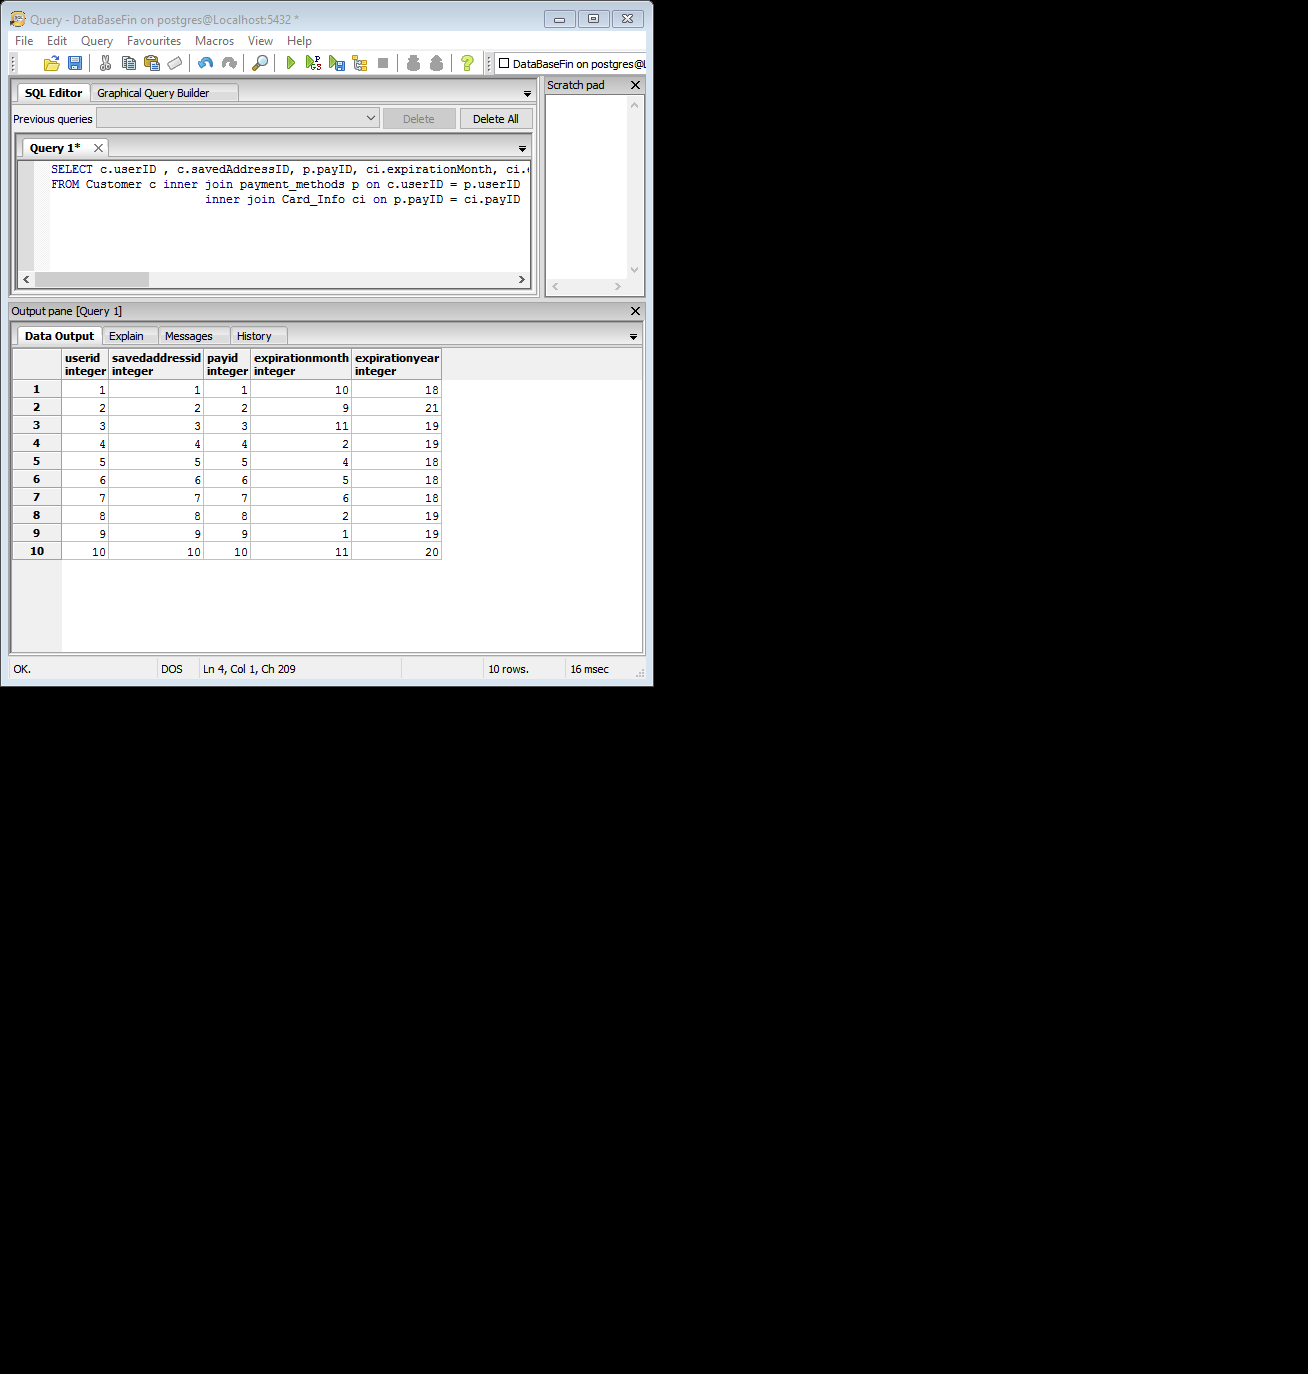 Query - DataBaseFin on postgres@Localhost:5432 *
File Edit Query Favourites Macros View Help
DataBaseFin on postgres@L
SQL Editor Graphical Query Builder
Scratch pad
Previous queries Delete Delete All
Query 1*
SELECT c.userID , c.savedAddressID, p.payID, ci.expirationMonth, ci.e
FROM Customer c inner join payment_methods p on c.userID = p.userID
inner join Card_Info ci on p.payID = ci.payID
Output pane [Query 1]
Data Output Explain Messages History
userid savedaddressid payid expirationmonth expirationyear
integer integer integer integer integer
1 1 1 1 10 18
2 2 2 2 9 21
3 3 3 3 11 19
4 4 4 4 2 19
5 5 5 5 4 18
6 6 6 6 5 18
7 7 7 7 6 18
8 8 8 8 2 19
9 9 9 9 1 19
10 10 10 10 11 20
OK. DOS Ln 4, Col 1, Ch 209 10 rows. 16 msec